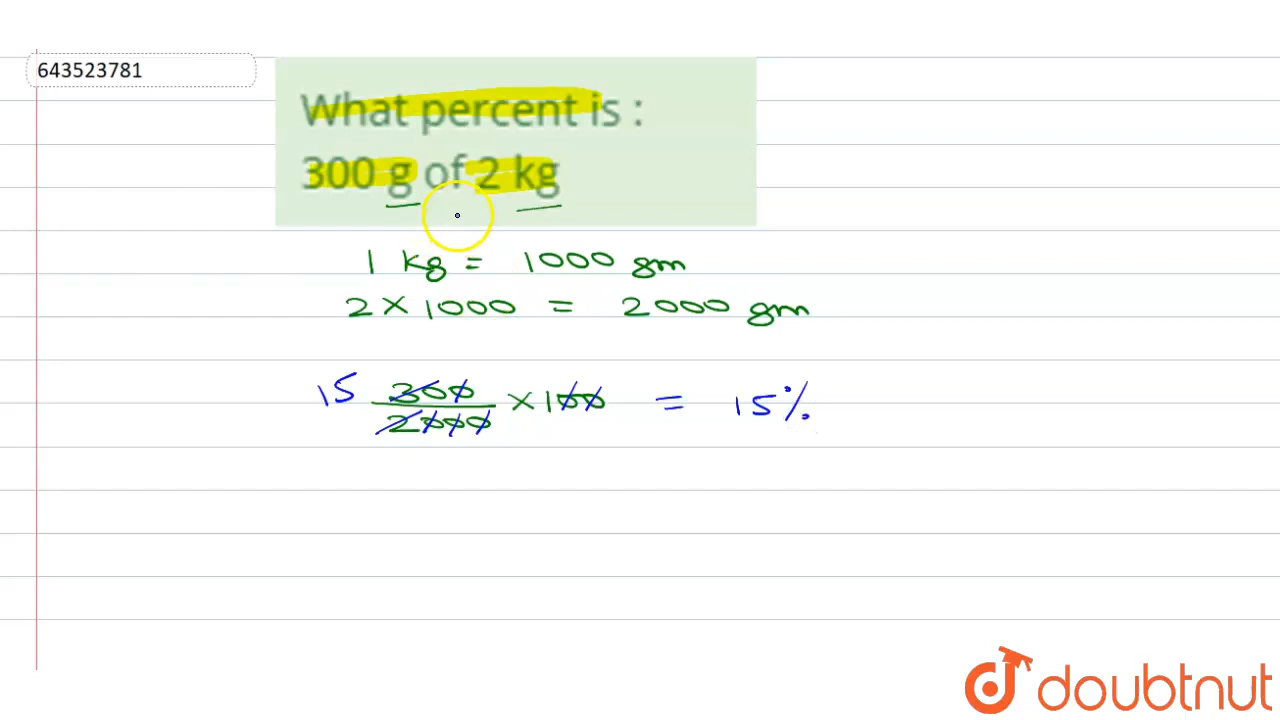 643523781
What percent is :
300 g of 2 kg
1 kg = 1000 gm
2 × 1000 = 2000 gm
15 300/2000 × 100 = 15%
doubtnut